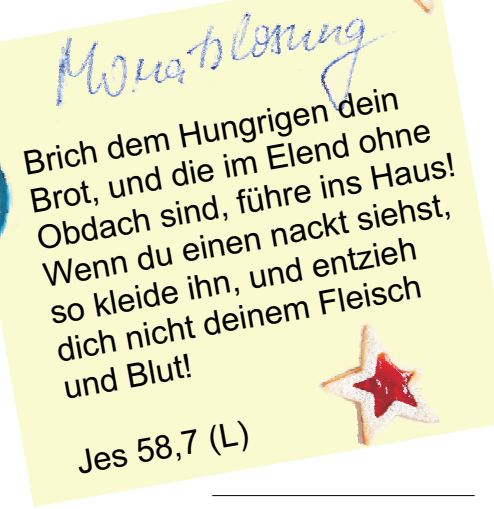 Monatslosung
Brich dem Hungrigen dein
Brot, und die im Elend ohne
Obdach sind, führe ins Haus!
Wenn du einen nackt siehst,
so kleide ihn, und entzieh
dich nicht deinem Fleisch
und Blut!
Jes 58,7 (L)